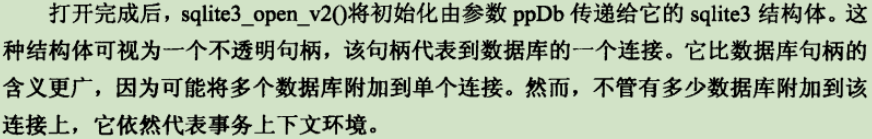 打开完成后，sqlite3_open_v2()将初始化由参数 ppDb 传递给它的 sqlite3 结构体。这
种结构体可视为一个不透明句柄，该句柄代表到数据库的一个连接。它比数据库句柄的
含义更广，因为可能将多个数据库附加到单个连接。然而，不管有多少数据库附加到该
连接上，它依然代表事务上下文环境。